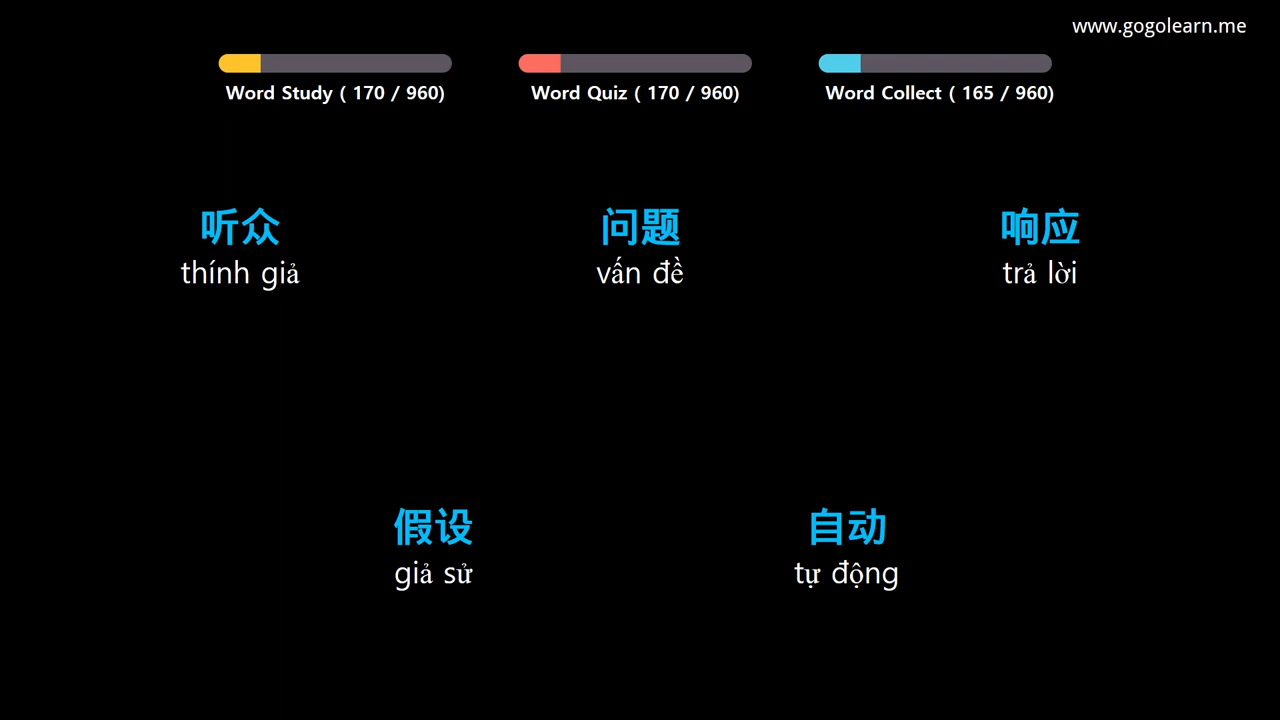 www.gogolearn.me
Word Study ( 170 / 960)
Word Quiz ( 170 / 960)
Word Collect ( 165 / 960)
听众
thính giả
问题
vấn đề
响应
trả lời
假设
giả sử
自动
tự động